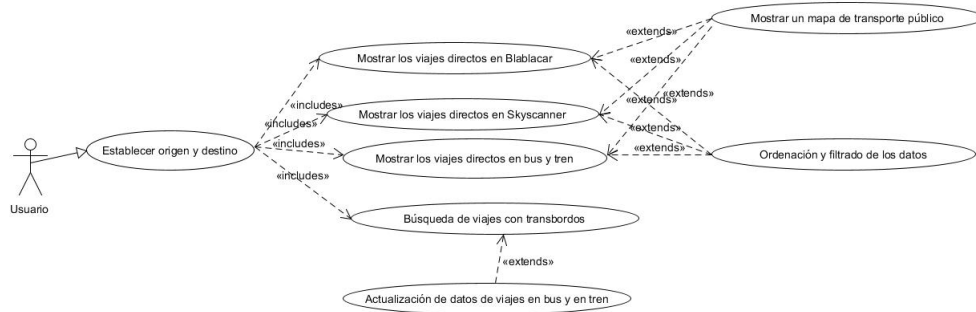 Mostrar un mapa de transporte público
«extends»
Mostrar los viajes directos en Blablacar
«extends»
«extends»
«includes»
«extends»
Mostrar los viajes directos en Skyscanner
«includes»
«extends»
Establecer origen y destino
«includes»
Mostrar los viajes directos en bus y tren
«extends»
Ordenación y filtrado de los datos
«includes»
Usuario
Búsqueda de viajes con transbordos
«extends»
Actualización de datos de viajes en bus y en tren